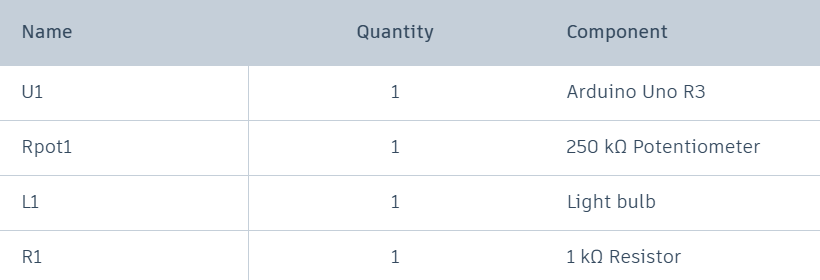 Name Quantity Component
U1 1 Arduino Uno R3
Rpot1 1 250 kΩ Potentiometer
L1 1 Light bulb
R1 1 1 kΩ Resistor